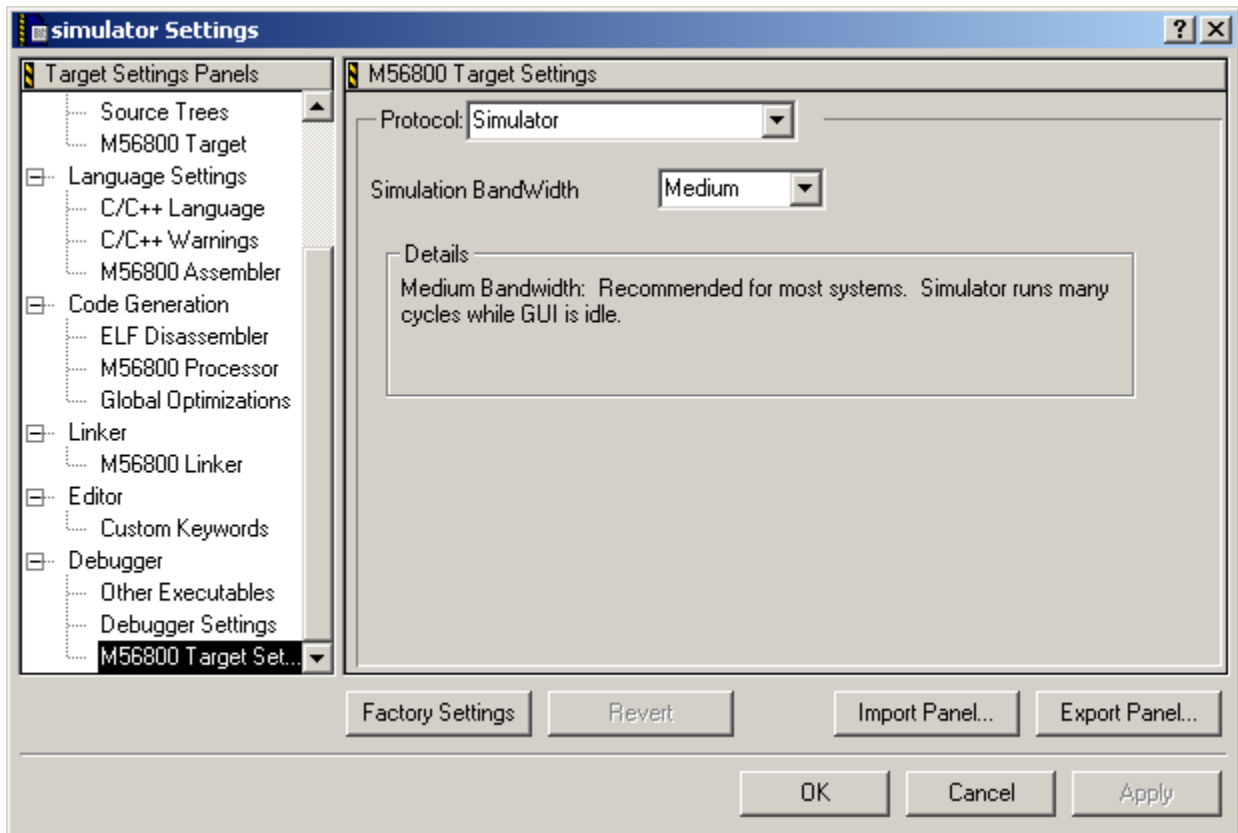 simulator Settings
Target Settings Panels
Source Trees
M56800 Target
Language Settings
C/C++ Language
C/C++ Warnings
M56800 Assembler
Code Generation
ELF Disassembler
M56800 Processor
Global Optimizations
Linker
M56800 Linker
Editor
Custom Keywords
Debugger
Other Executables
Debugger Settings
M56800 Target Set...
M56800 Target Settings
Protocol: Simulator
Simulation BandWidth Medium
Details
Medium Bandwidth: Recommended for most systems. Simulator runs many
cycles while GUI is idle.
Factory Settings Revert Import Panel... Export Panel...
OK Cancel Apply